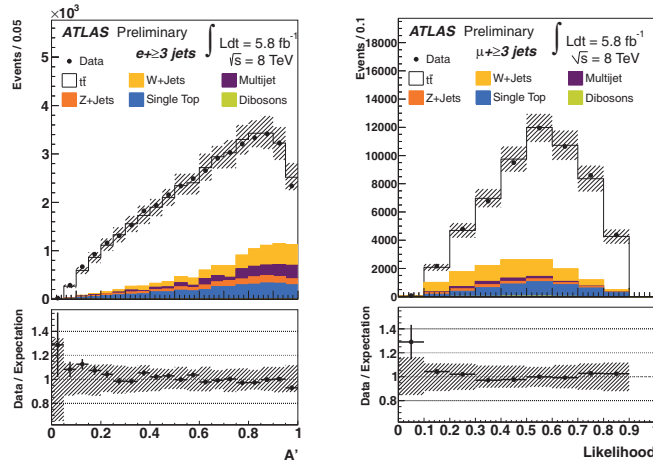 ×10³
ATLAS Preliminary
e+≥3 jets ∫ Ldt = 5.8 fb⁻¹
√s = 8 TeV
Data
tt̄ W+Jets Multijet
Z+Jets Single Top Dibosons
Events / 0.05
6
5
4
3
2
1
0
Data / Expectation
1.4
1.2
1
0.8
0 0.2 0.4 0.6 0.8 1
A'
ATLAS Preliminary
μ+≥3 jets ∫ Ldt = 5.8 fb⁻¹
√s = 8 TeV
Data
tt̄ W+Jets Multijet
Z+Jets Single Top Dibosons
Events / 0.1
18000
16000
14000
12000
10000
8000
6000
4000
2000
0
Data / Expectation
1.4
1.2
1
0.8
0 0.1 0.2 0.3 0.4 0.5 0.6 0.7 0.8 0.9 1
Likelihood